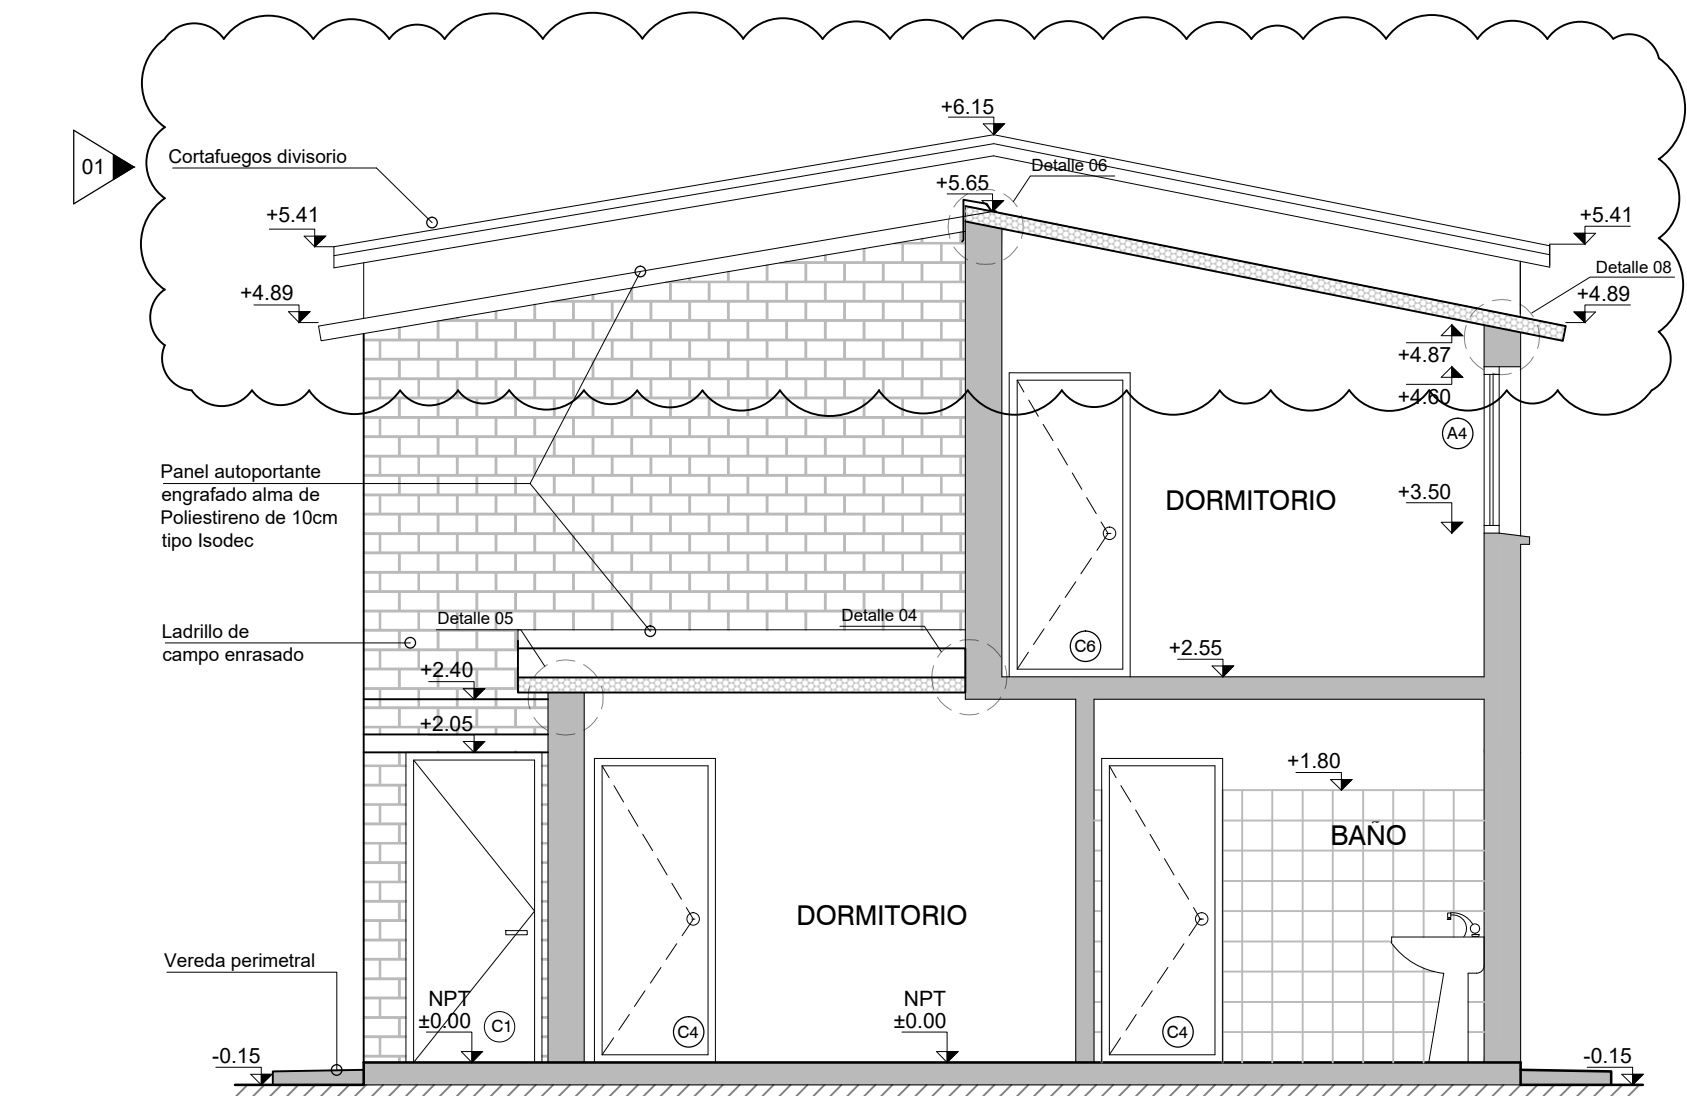 +6.15
01
Cortafuegos divisorio
Detalle 06
+5.65
+5.41
+5.41
Detalle 08
+4.89
+4.89
+4.87
+4.60
A4
Panel autoportante
engrafado alma de
Poliestireno de 10cm
tipo Isodec
DORMITORIO
+3.50
Detalle 05
Detalle 04
Ladrillo de
campo enrasado
C6
+2.55
+2.40
+2.05
+1.80
BAÑO
DORMITORIO
Vereda perimetral
NPT
±0.00
C1
C4
NPT
±0.00
C4
-0.15
-0.15